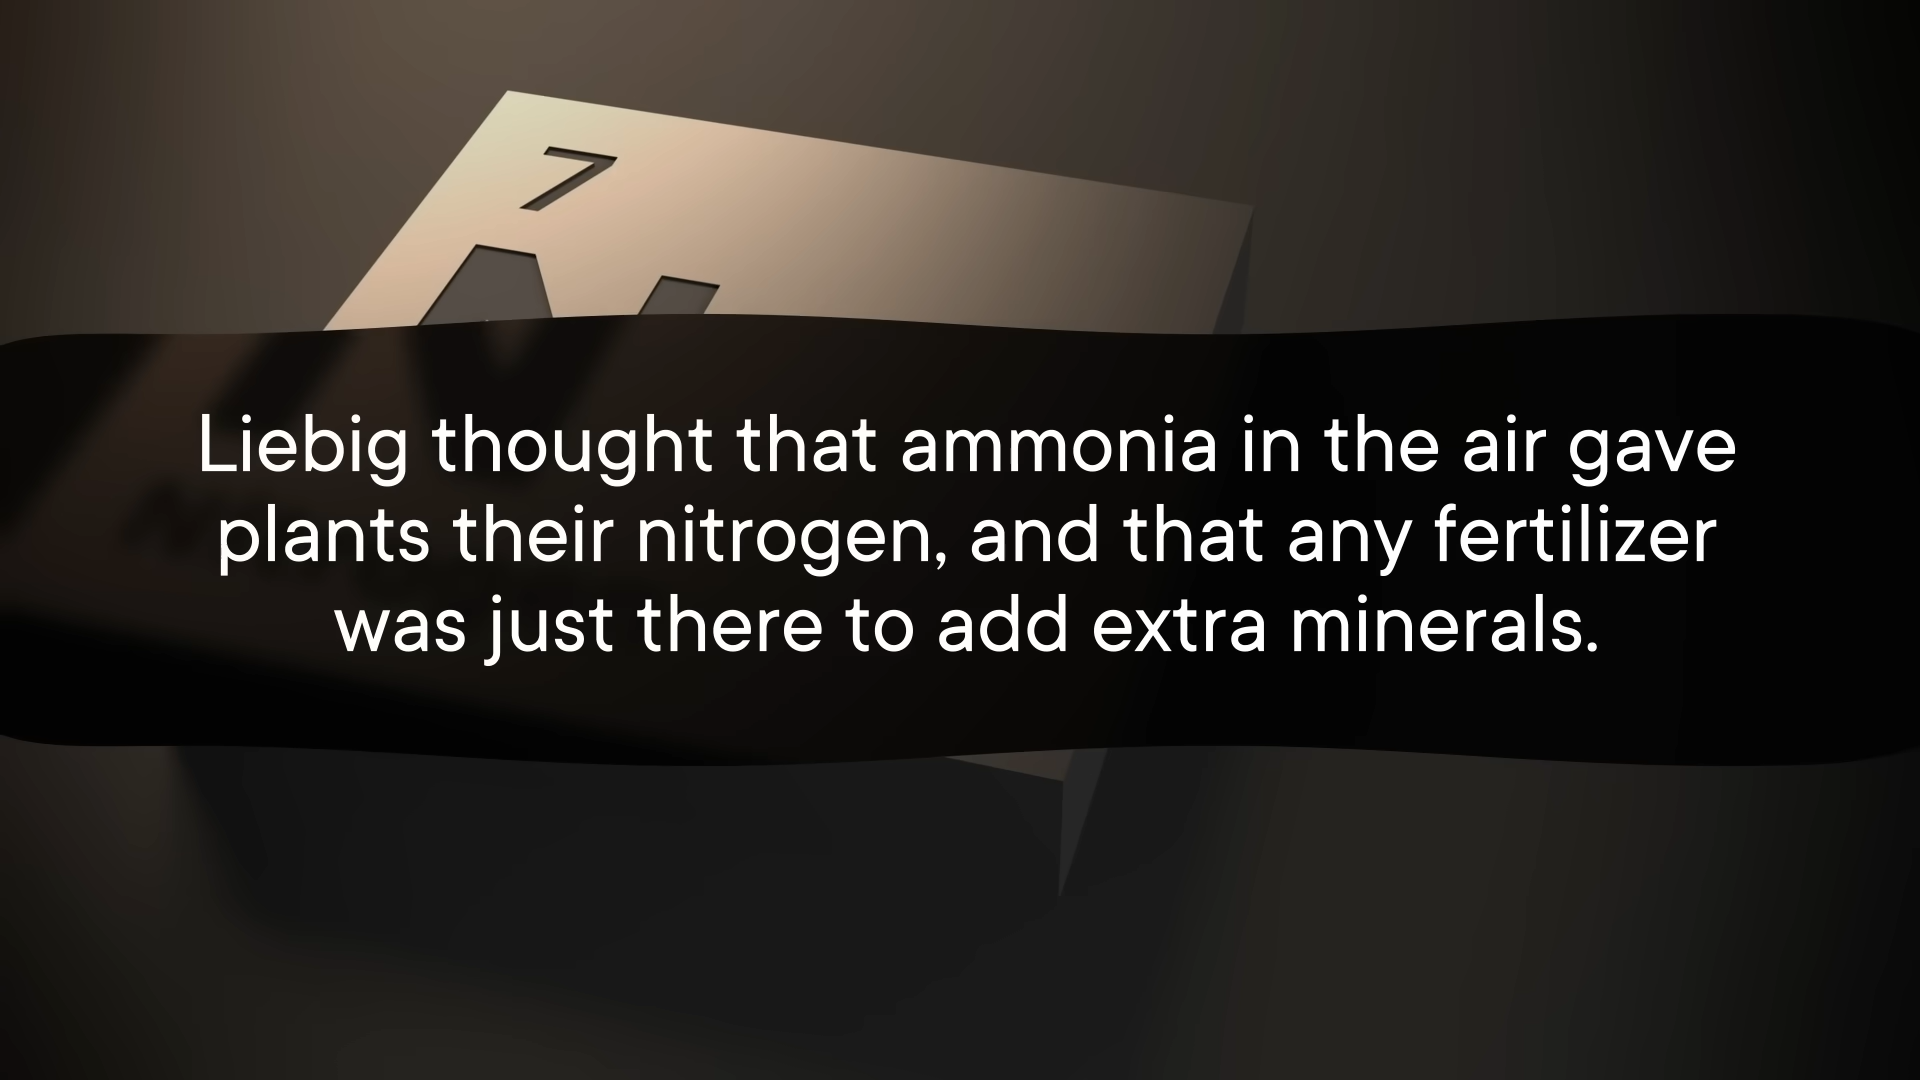 7
N
Liebig thought that ammonia in the air gave
plants their nitrogen, and that any fertilizer
was just there to add extra minerals.